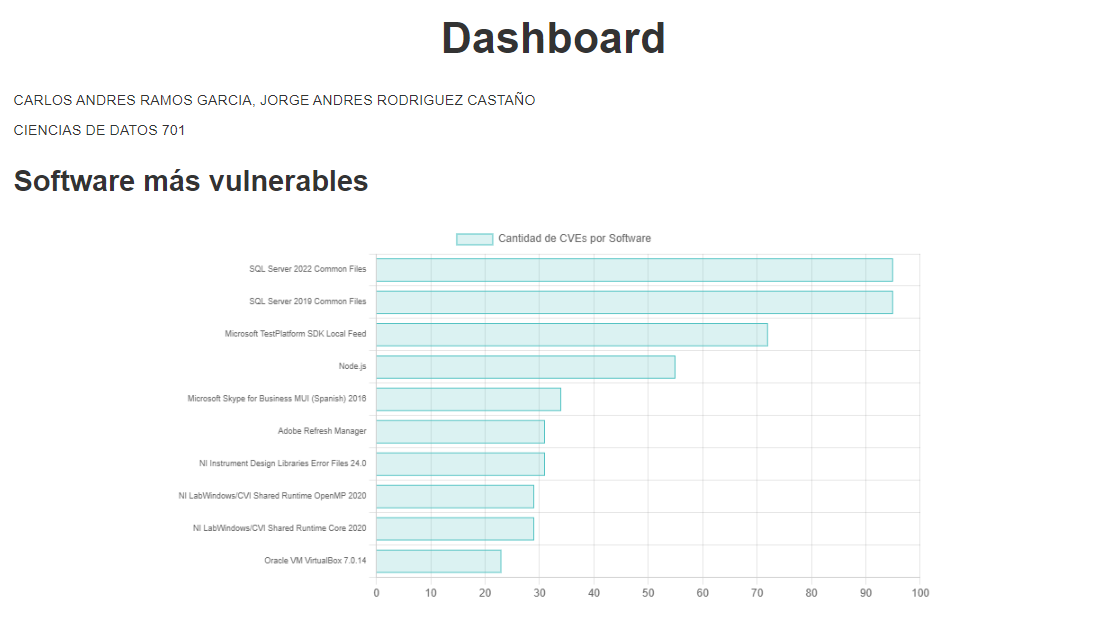 Dashboard
CARLOS ANDRES RAMOS GARCIA, JORGE ANDRES RODRIGUEZ CASTAÑO
CIENCIAS DE DATOS 701
Software más vulnerables
Cantidad de CVEs por Software
SQL Server 2022 Common Files
SQL Server 2019 Common Files
Microsoft TestPlatform SDK Local Feed
Node.js
Microsoft Skype for Business MUI (Spanish) 2016
Adobe Refresh Manager
NI Instrument Design Libraries Error Files 24.0
NI LabWindows/CVI Shared Runtime OpenMP 2020
NI LabWindows/CVI Shared Runtime Core 2020
Oracle VM VirtualBox 7.0.14
0 10 20 30 40 50 60 70 80 90 100